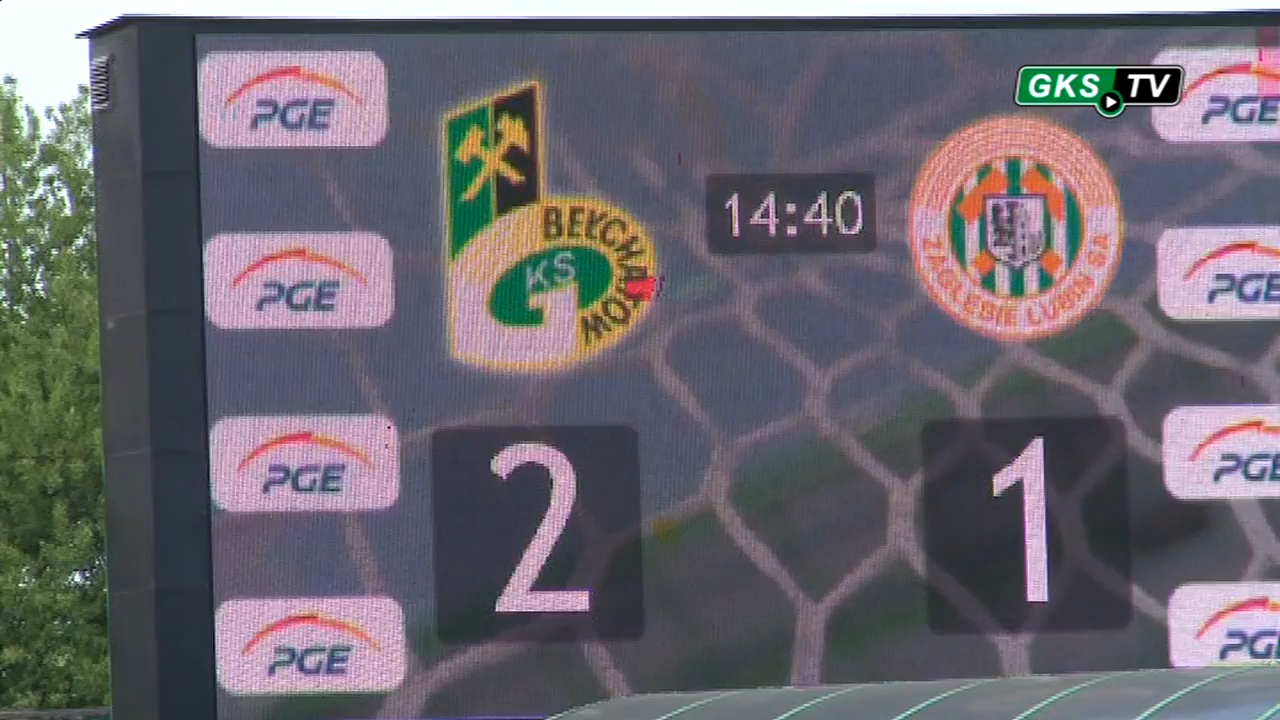 GKS TV
PGE
PGE
BEŁCHATÓW
KS
G
14:40
ZAGŁĘBIE LUBIN SA
PGE
PGE
PGE
PGE
2
1
PGE
PGE